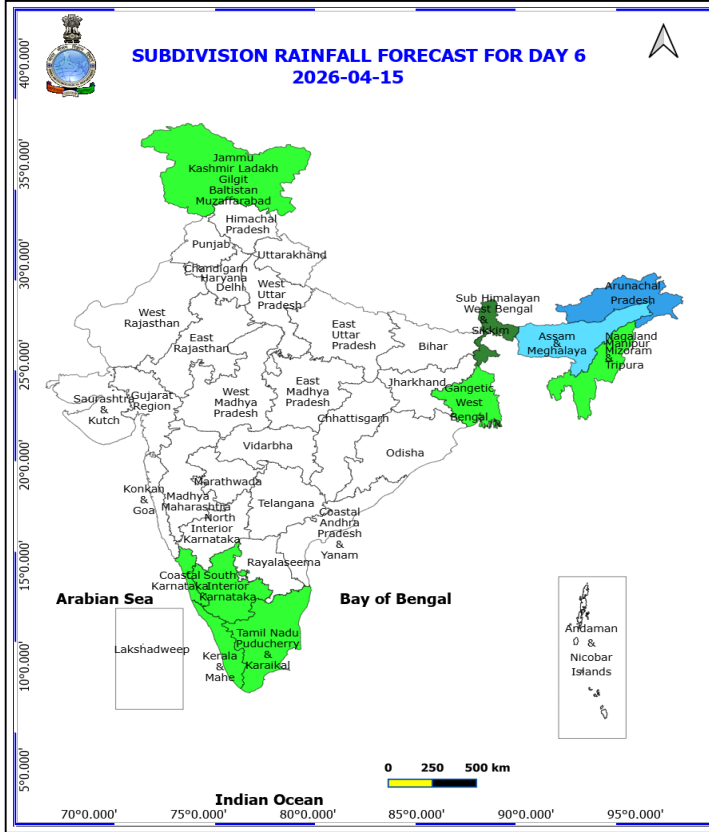 SUBDIVISION RAINFALL FORECAST FOR DAY 6
2026-04-15
40°0.000'
35°0.000'
30°0.000'
25°0.000'
20°0.000'
15°0.000'
10°0.000'
5°0.000'
Jammu
Kashmir Ladakh
Gilgit
Baltistan
Muzaffarabad
Himachal
Pradesh
Punjab
Uttarakhand
Chandigarh
Haryana
Delhi
West
Uttar
Pradesh
West
Rajasthan
East
Rajasthan
East
Uttar
Pradesh
Bihar
Sub Himalayan
West Bengal
&
Sikkim
Arunachal
Pradesh
Assam
&
Meghalaya
Nagaland
Manipur
Mizoram
&
Tripura
Saurashtra
&
Kutch
Gujarat
Region
West
Madhya
Pradesh
East
Madhya
Pradesh
Jharkhand
Gangetic
West
Bengal
Chhattisgarh
Odisha
Vidarbha
Konkan
&
Goa
Madhya
Maharashtra
Marathwada
Telangana
North
Interior
Karnataka
Coastal
Andhra
Pradesh
&
Yanam
Rayalaseema
Coastal
Karnataka
South
Interior
Karnataka
Arabian Sea
Bay of Bengal
Lakshadweep
Kerala
&
Mahe
Tamil Nadu
Puducherry
&
Karaikal
Andaman
&
Nicobar
Islands
0 250 500 km
Indian Ocean
70°0.000' 75°0.000' 80°0.000' 85°0.000' 90°0.000' 95°0.000'